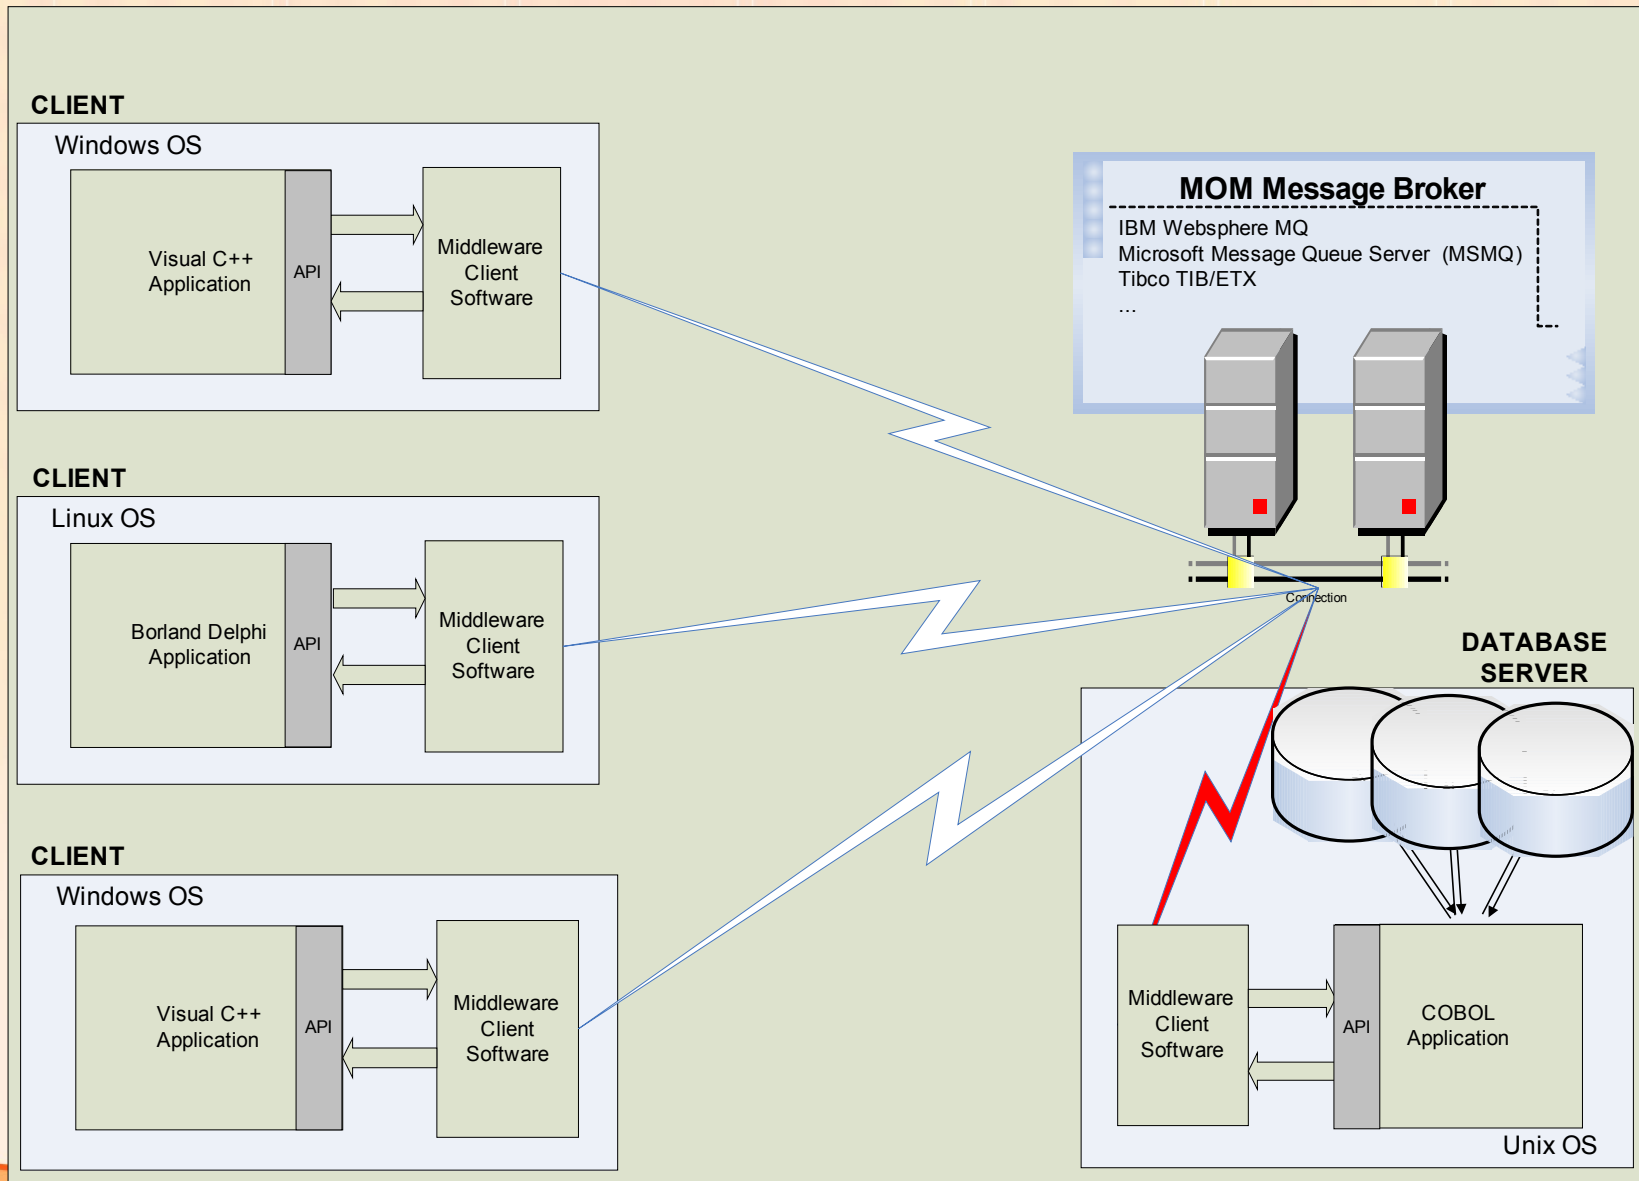 CLIENT
Windows OS
Visual C++
Application
API
Middleware
Client
Software
MOM Message Broker
IBM Websphere MQ
Microsoft Message Queue Server (MSMQ)
Tibco TIB/ETX
...
Connection
CLIENT
Linux OS
Borland Delphi
Application
API
Middleware
Client
Software
DATABASE
SERVER
CLIENT
Windows OS
Visual C++
Application
API
Middleware
Client
Software
Middleware
Client
Software
API
COBOL
Application
Unix OS